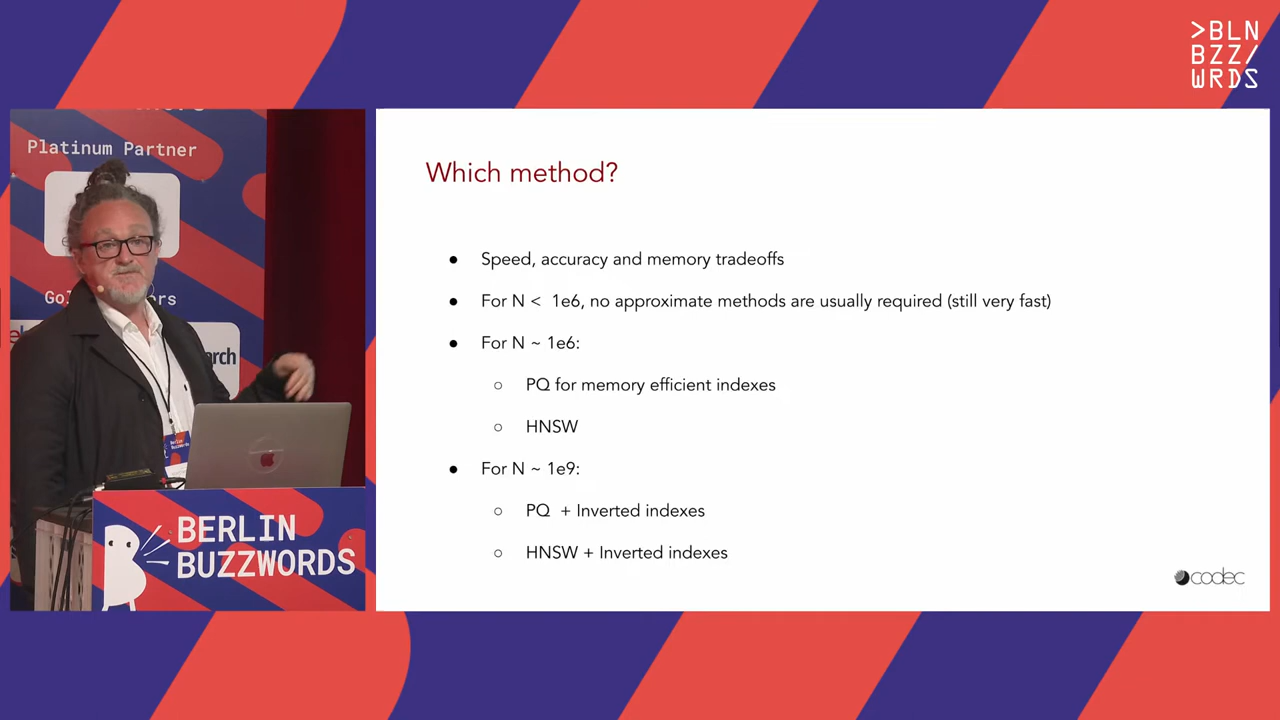 >BLN
BZZ/
WRDS
Platinum Partner
Which method?
● Speed, accuracy and memory tradeoffs
● For N < 1e6, no approximate methods are usually required (still very fast)
● For N ~ 1e6:
○ PQ for memory efficient indexes
○ HNSW
● For N ~ 1e9:
○ PQ + Inverted indexes
○ HNSW + Inverted indexes
codec
Berlin
Buzzwords
BERLIN
BUZZWORDS